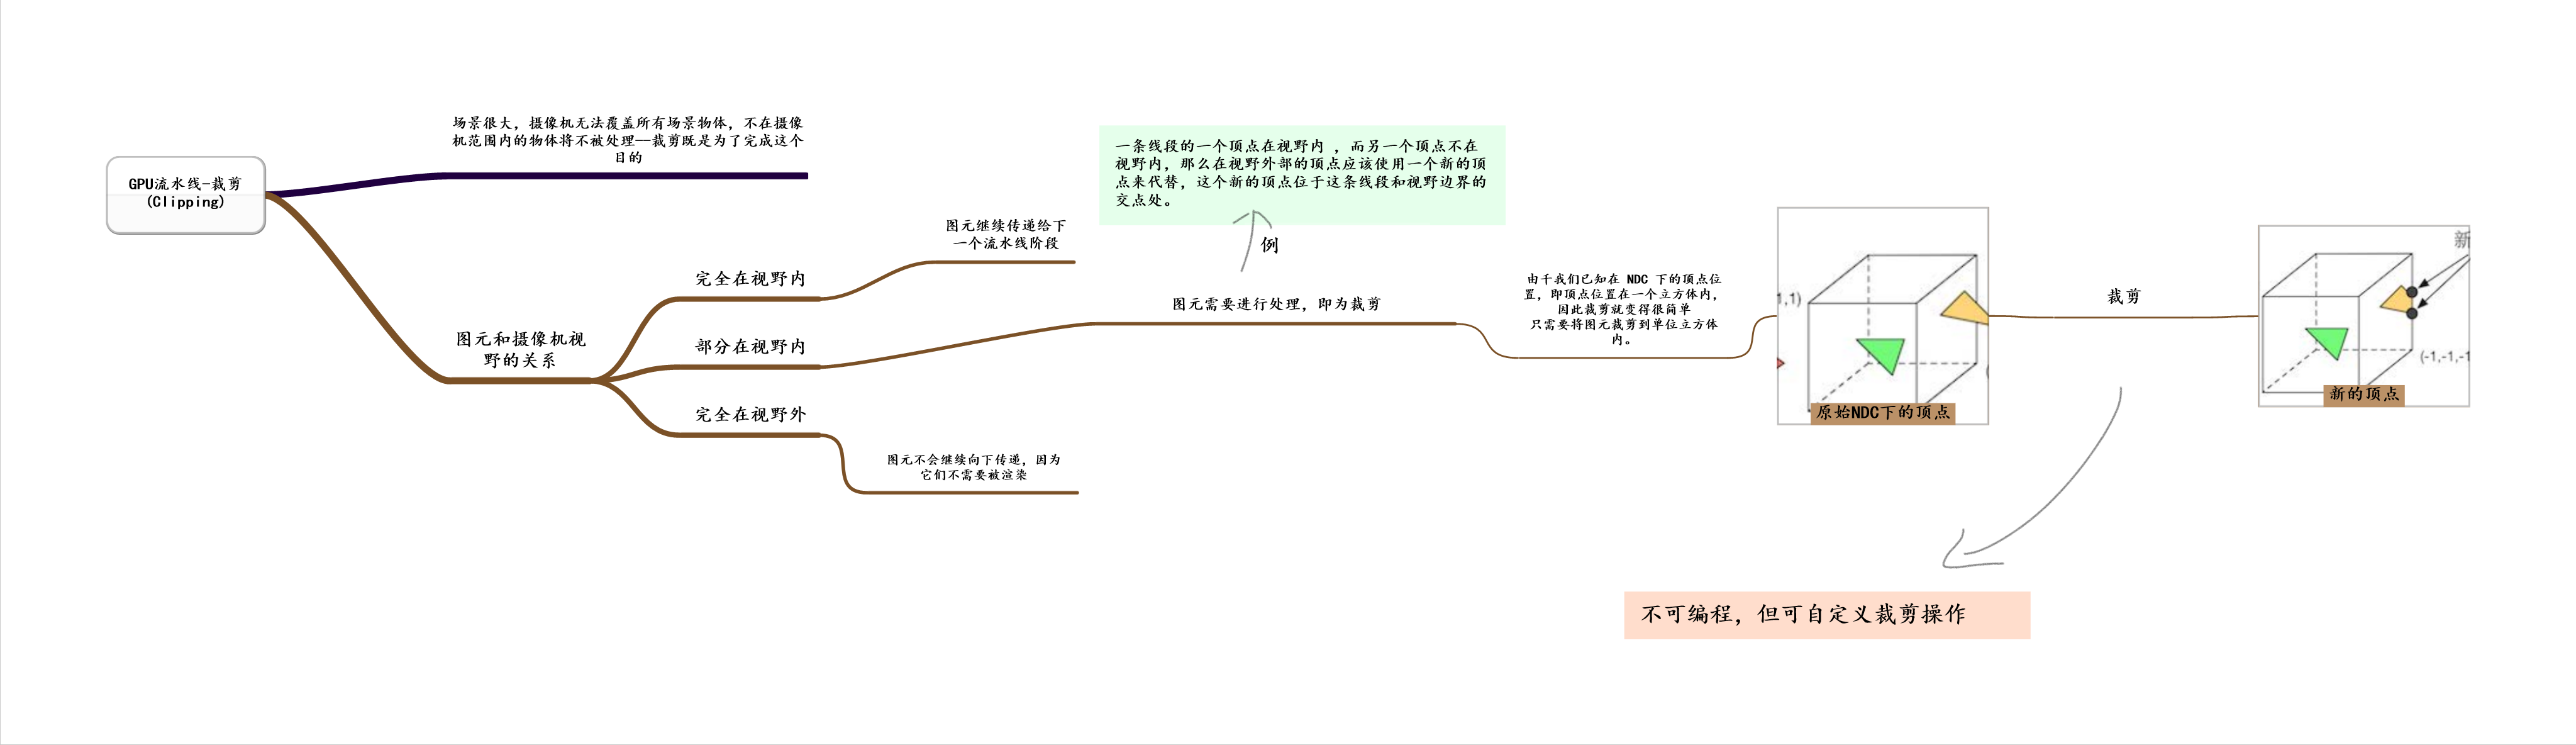 场景很大，摄像机无法覆盖所有场景物体，不在摄像
机范围内的物体将不被处理——裁剪既是为了完成这个
目的
GPU流水线-裁剪
(Clipping)
一条线段的一个顶点在视野内 ，而另一个顶点不在
视野内，那么在视野外部的顶点应该使用一个新的顶
点来代替，这个新的顶点位于这条线段和视野边界的
交点处。
例
图元继续传递给下
一个流水线阶段
完全在视野内
图元和摄像机视
野的关系
部分在视野内
图元需要进行处理，即为裁剪
完全在视野外
图元不会继续向下传递，因为
它们不需要被渲染
由千我们已知在 NDC 下的顶点位
置，即顶点位置在一个立方体内，
因此裁剪就变得很简单
只需要将图元裁剪到单位立方体
内。
1,1)
原始NDC下的顶点
裁剪
新
(-1,-1,-1
新的顶点
不可编程，但可自定义裁剪操作